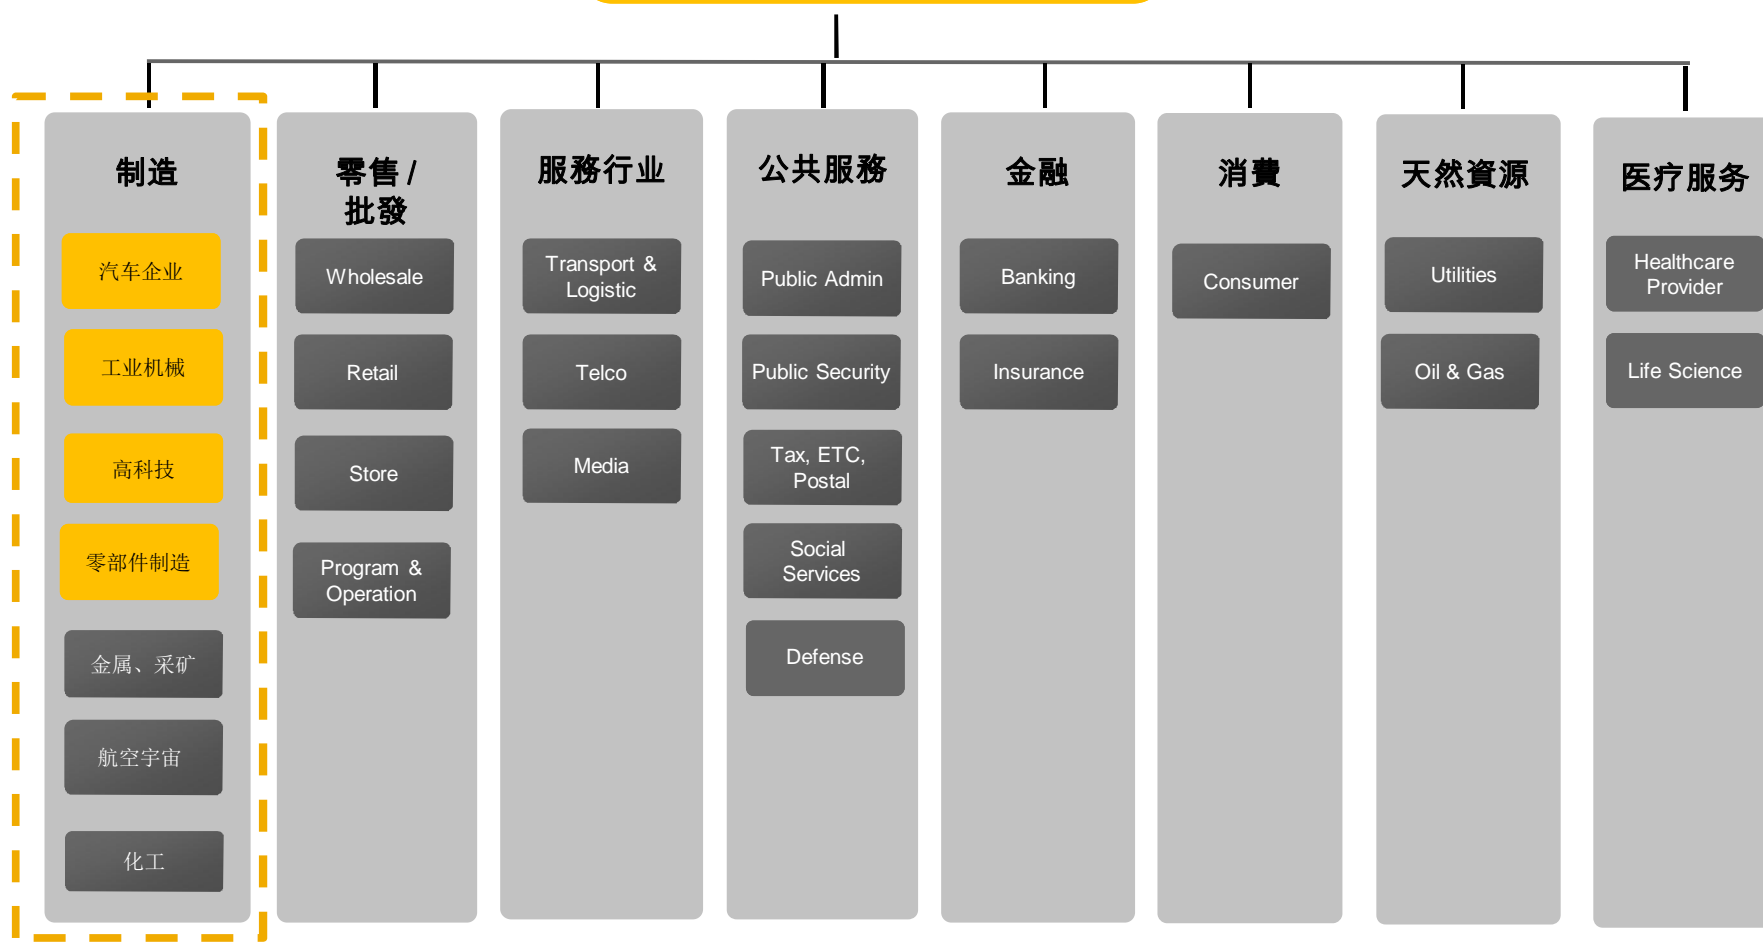 制造
汽车企业
工业机械
高科技
零部件制造
金属、采矿
航空宇宙
化工
零售 /
批發
Wholesale
Retail
Store
Program &
Operation
服務行业
Transport &
Logistic
Telco
Media
公共服務
Public Admin
Public Security
Tax, ETC,
Postal
Social
Services
Defense
金融
Banking
Insurance
消費
Consumer
天然資源
Utilities
Oil & Gas
医疗服务
Healthcare
Provider
Life Science